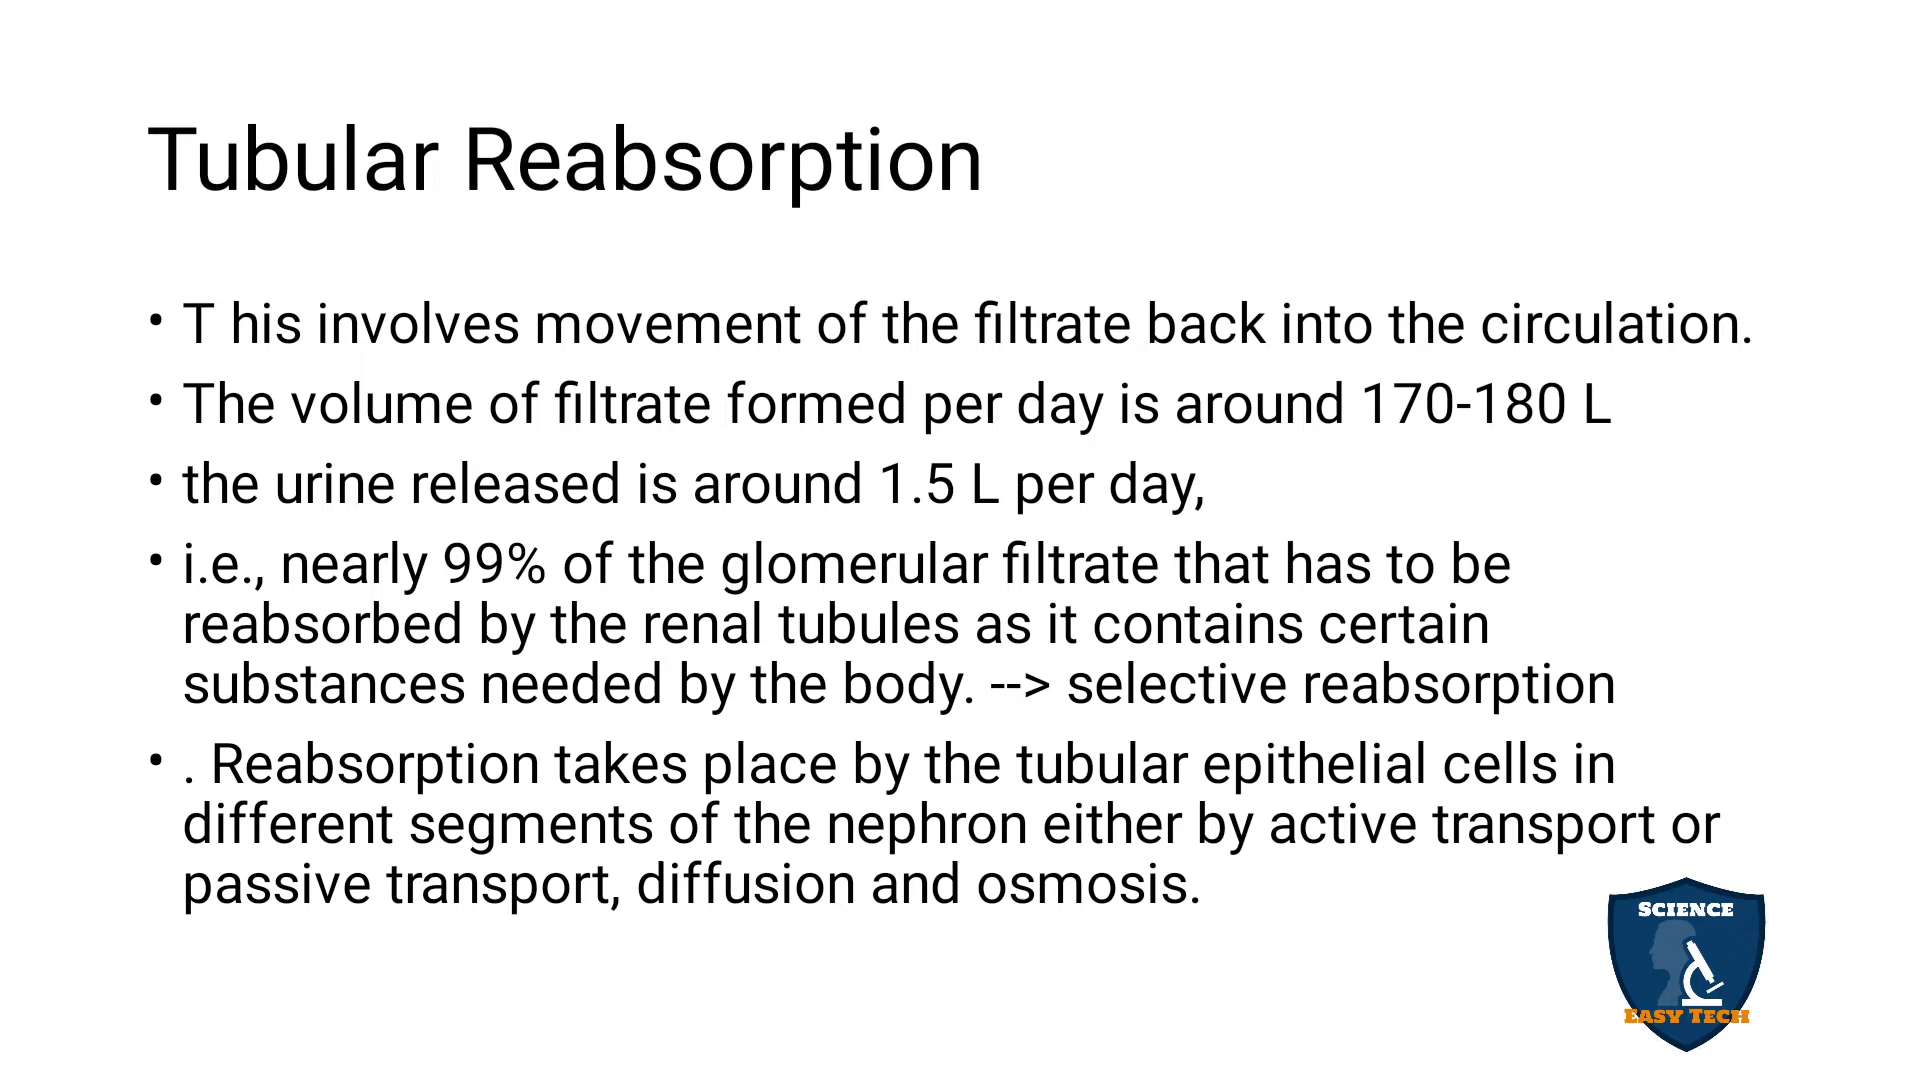 Tubular Reabsorption
• T his involves movement of the filtrate back into the circulation.
• The volume of filtrate formed per day is around 170-180 L
• the urine released is around 1.5 L per day,
• i.e., nearly 99% of the glomerular filtrate that has to be
reabsorbed by the renal tubules as it contains certain
substances needed by the body. --> selective reabsorption
• . Reabsorption takes place by the tubular epithelial cells in
different segments of the nephron either by active transport or
passive transport, diffusion and osmosis.
SCIENCE
EASY TECH